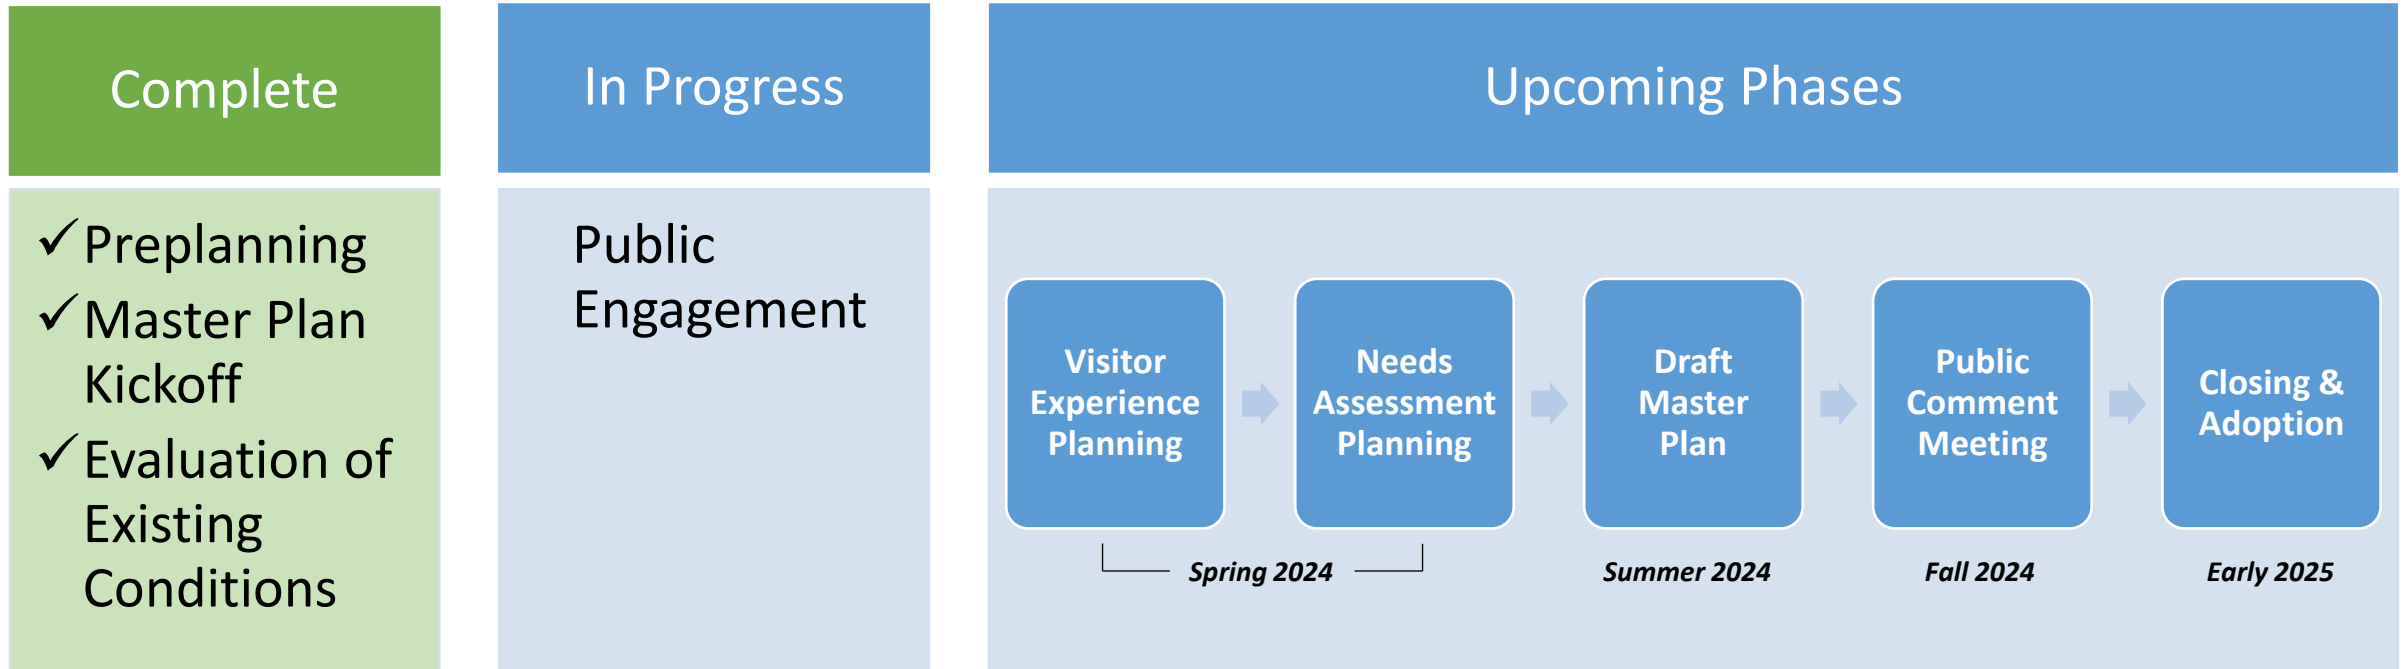 Complete
✓Preplanning
✓Master Plan
Kickoff
✓Evaluation of
Existing
Conditions
In Progress
Public
Engagement
Upcoming Phases
Visitor
Experience
Planning
Needs
Assessment
Planning
Spring 2024
Draft
Master
Plan
Summer 2024
Public
Comment
Meeting
Fall 2024
Closing &
Adoption
Early 2025